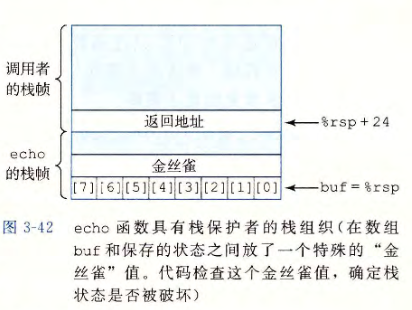 调用者
的栈帧
返回地址
%rsp+24
echo
的栈帧
金丝雀
[7][6][5][4][3][2][1][0]
buf=%rsp
图 3-42 echo 函数具有栈保护者的栈组织(在数组
buf 和保存的状态之间放了一个特殊的“金
丝雀”值。代码检查这个金丝雀值，确定栈
状态是否被破坏)